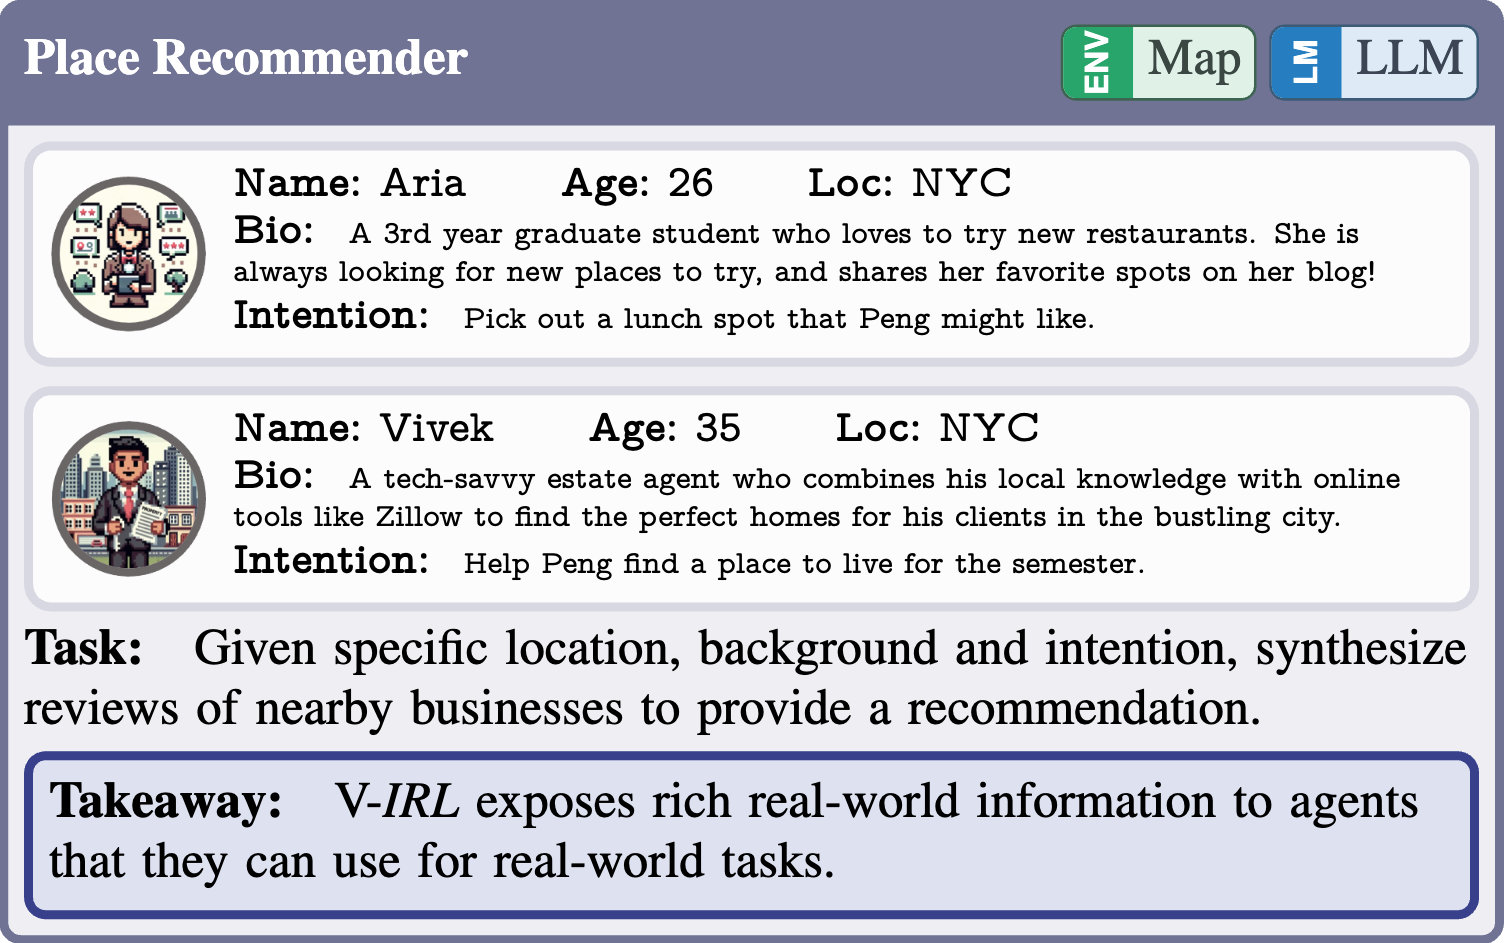 Place Recommender
ENV Map
LM LLM
Name: Aria Age: 26 Loc: NYC
Bio: A 3rd year graduate student who loves to try new restaurants. She is
always looking for new places to try, and shares her favorite spots on her blog!
Intention: Pick out a lunch spot that Peng might like.
PROPERTY
Name: Vivek Age: 35 Loc: NYC
Bio: A tech-savvy estate agent who combines his local knowledge with online
tools like Zillow to find the perfect homes for his clients in the bustling city.
Intention: Help Peng find a place to live for the semester.
Task: Given specific location, background and intention, synthesize
reviews of nearby businesses to provide a recommendation.
Takeaway: V-IRL exposes rich real-world information to agents
that they can use for real-world tasks.